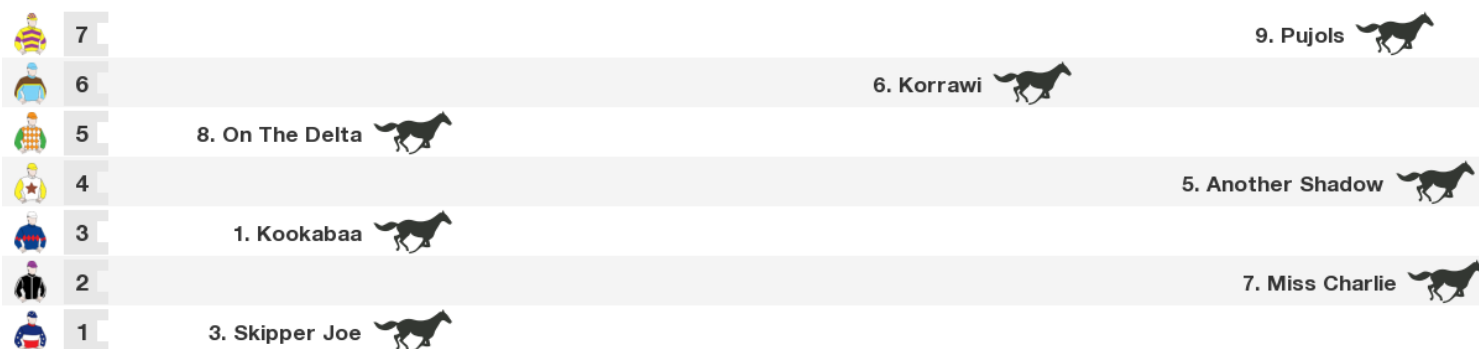 7 9. Pujols
6 6. Korrawi
5 8. On The Delta
4 5. Another Shadow
3 1. Kookabaa
2 7. Miss Charlie
1 3. Skipper Joe